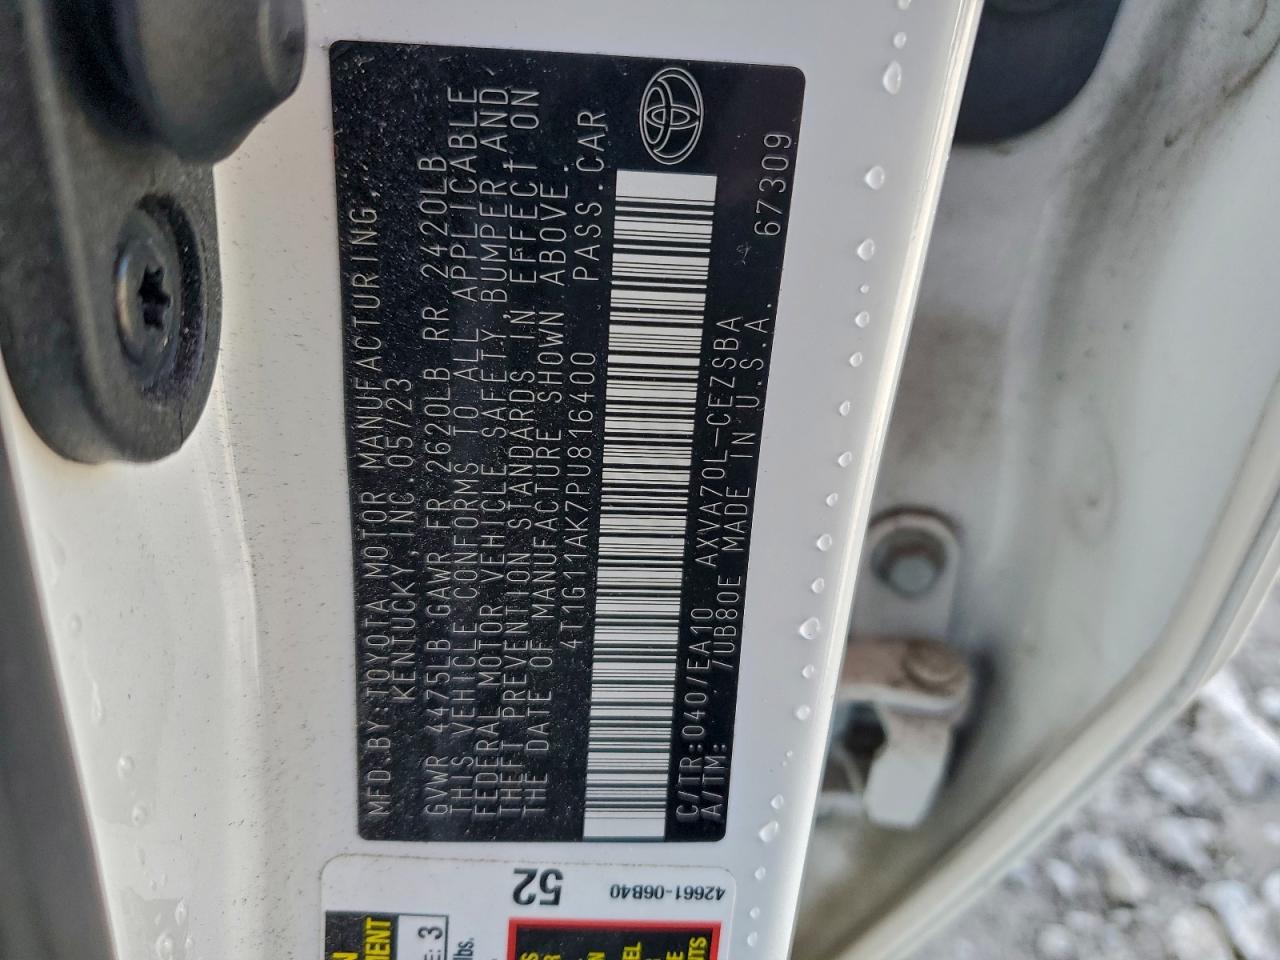 MFD.BY:TOYOTA MOTOR MANUFACTURING,
KENTUCKY,INC.05/23
GVWR 4475LB GAWR FR 2620LB RR 2420LB
THIS VEHICLE CONFORMS TO ALL APPLICABLE
FEDERAL MOTOR VEHICLE SAFETY, BUMPER, AND
THEFT PREVENTION STANDARDS IN EFFECT ON
THE DATE OF MANUFACTURE SHOWN ABOVE.
4T1G11AK7PU816400 PASS.CAR
C/TR:040/EA10 AXVA70L-CEZSBA 67309
A/TM: 7UB80E MADE IN U.S.A.
52
42661-06B40
3
lbs.